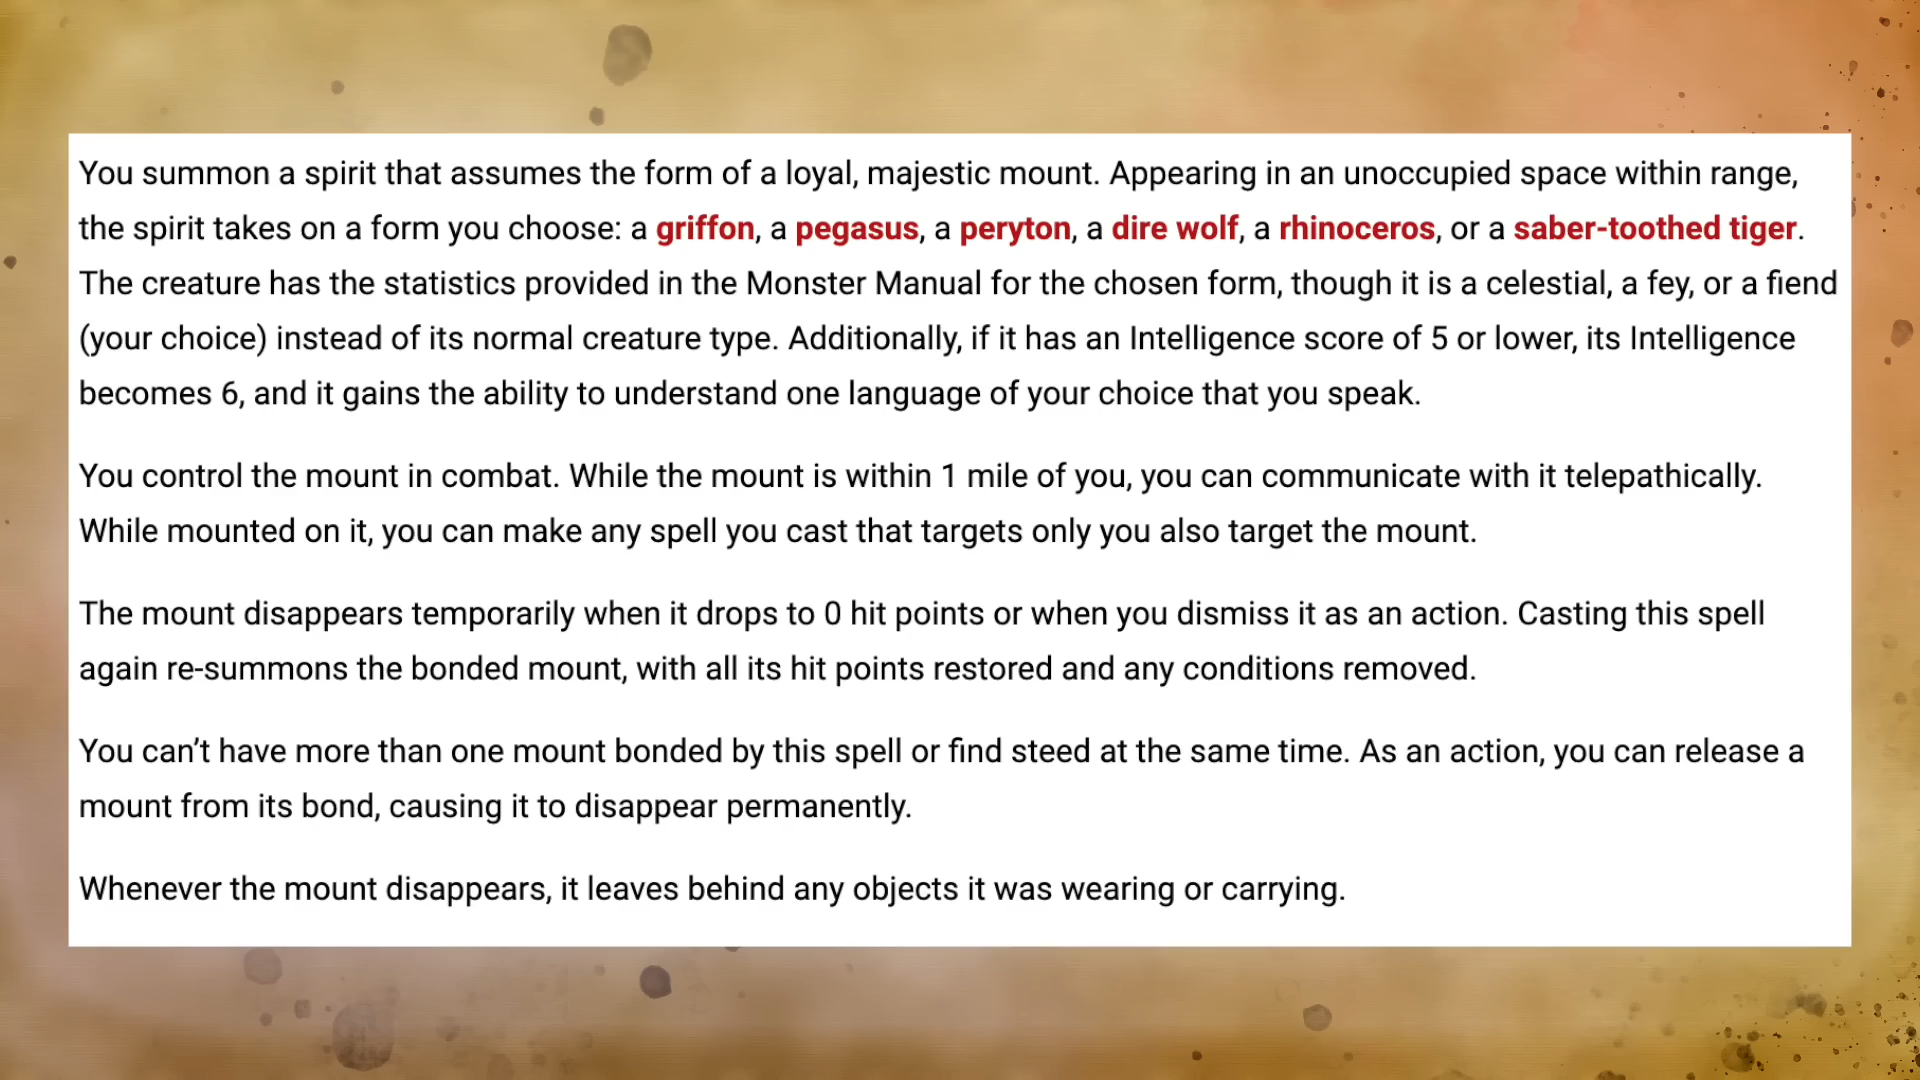 You summon a spirit that assumes the form of a loyal, majestic mount. Appearing in an unoccupied space within range,
the spirit takes on a form you choose: a griffon, a pegasus, a peryton, a dire wolf, a rhinoceros, or a saber-toothed tiger.
The creature has the statistics provided in the Monster Manual for the chosen form, though it is a celestial, a fey, or a fiend
(your choice) instead of its normal creature type. Additionally, if it has an Intelligence score of 5 or lower, its Intelligence
becomes 6, and it gains the ability to understand one language of your choice that you speak.
You control the mount in combat. While the mount is within 1 mile of you, you can communicate with it telepathically.
While mounted on it, you can make any spell you cast that targets only you also target the mount.
The mount disappears temporarily when it drops to 0 hit points or when you dismiss it as an action. Casting this spell
again re-summons the bonded mount, with all its hit points restored and any conditions removed.
You can’t have more than one mount bonded by this spell or find steed at the same time. As an action, you can release a
mount from its bond, causing it to disappear permanently.
Whenever the mount disappears, it leaves behind any objects it was wearing or carrying.